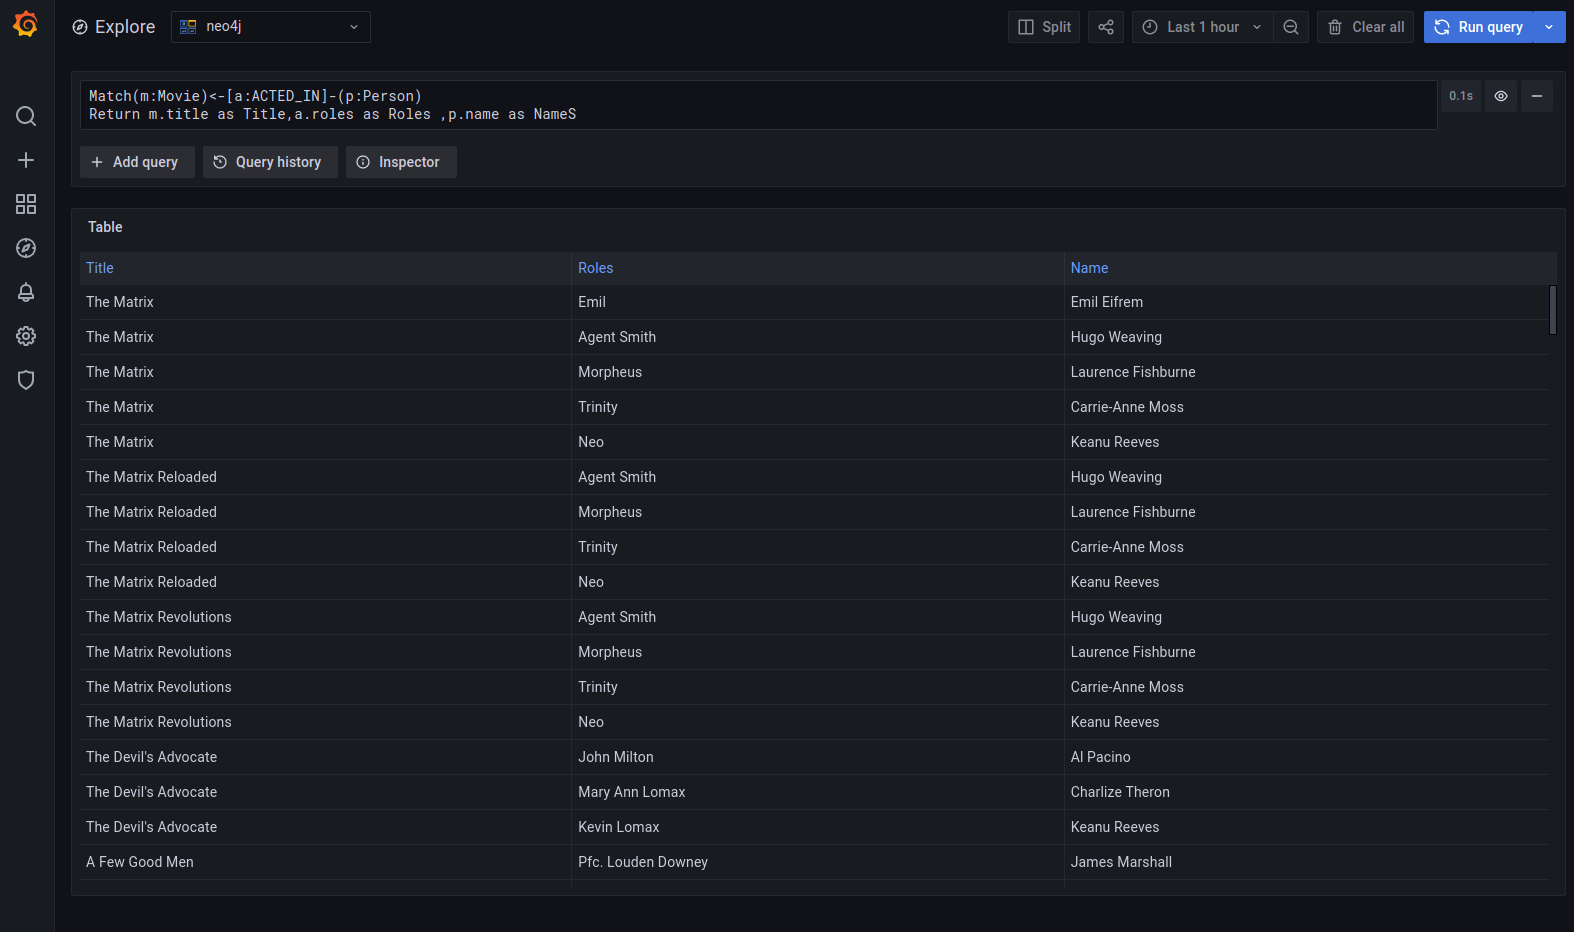 Explore neo4j Split Last 1 hour Clear all Run query
Match(m:Movie)<-[a:ACTED_IN]-(p:Person) 0.1s
Return m.title as Title,a.roles as Roles ,p.name as NameS
Add query Query history Inspector
Table
Title Roles Name
The Matrix Emil Emil Eifrem
The Matrix Agent Smith Hugo Weaving
The Matrix Morpheus Laurence Fishburne
The Matrix Trinity Carrie-Anne Moss
The Matrix Neo Keanu Reeves
The Matrix Reloaded Agent Smith Hugo Weaving
The Matrix Reloaded Morpheus Laurence Fishburne
The Matrix Reloaded Trinity Carrie-Anne Moss
The Matrix Reloaded Neo Keanu Reeves
The Matrix Revolutions Agent Smith Hugo Weaving
The Matrix Revolutions Morpheus Laurence Fishburne
The Matrix Revolutions Trinity Carrie-Anne Moss
The Matrix Revolutions Neo Keanu Reeves
The Devil's Advocate John Milton Al Pacino
The Devil's Advocate Mary Ann Lomax Charlize Theron
The Devil's Advocate Kevin Lomax Keanu Reeves
A Few Good Men Pfc. Louden Downey James Marshall